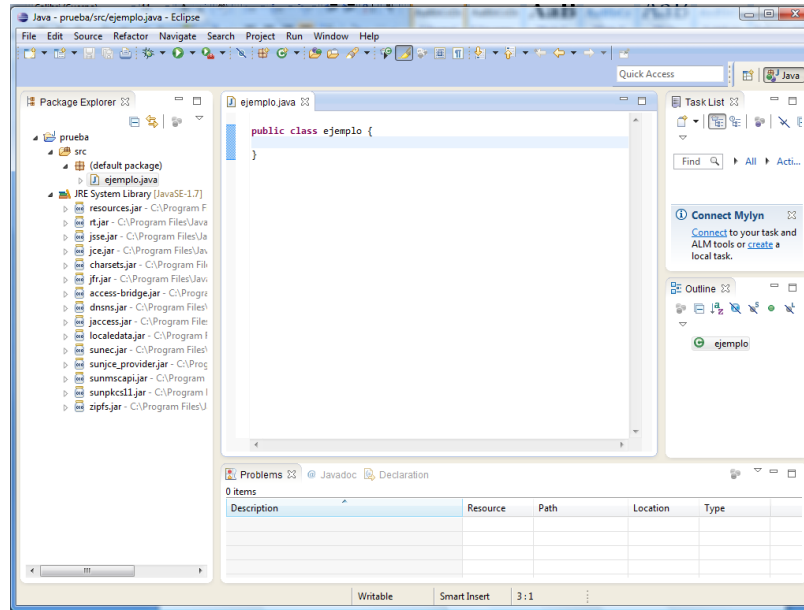 Java - prueba/src/ejemplo.java - Eclipse
File Edit Source Refactor Navigate Search Project Run Window Help
Quick Access
Java
Package Explorer
prueba
src
(default package)
ejemplo.java
JRE System Library [JavaSE-1.7]
resources.jar - C:\Program F
rt.jar - C:\Program Files\Java
jsse.jar - C:\Program Files\Ja
jce.jar - C:\Program Files\Jav
charsets.jar - C:\Program File
jfr.jar - C:\Program Files\Java
access-bridge.jar - C:\Progra
dnsns.jar - C:\Program Files\
jaccess.jar - C:\Program Files
localedata.jar - C:\Program F
sunec.jar - C:\Program Files\
sunjce_provider.jar - C:\Prog
sunmscapi.jar - C:\Program
sunpkcs11.jar - C:\Program I
zipfs.jar - C:\Program Files\J
ejemplo.java
public class ejemplo {
}
Task List
Find All Acti...
Connect Mylyn
Connect to your task and
ALM tools or create a
local task.
Outline
ejemplo
Problems @ Javadoc Declaration
0 items
Description Resource Path Location Type
Writable Smart Insert 3 : 1